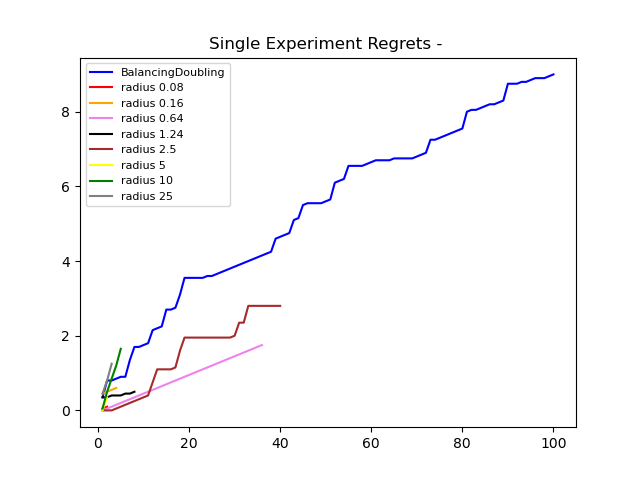 Single Experiment Regrets -
BalancingDoubling
radius 0.08
radius 0.16
radius 0.64
radius 1.24
radius 2.5
radius 5
radius 10
radius 25
8
6
4
2
0
0 20 40 60 80 100